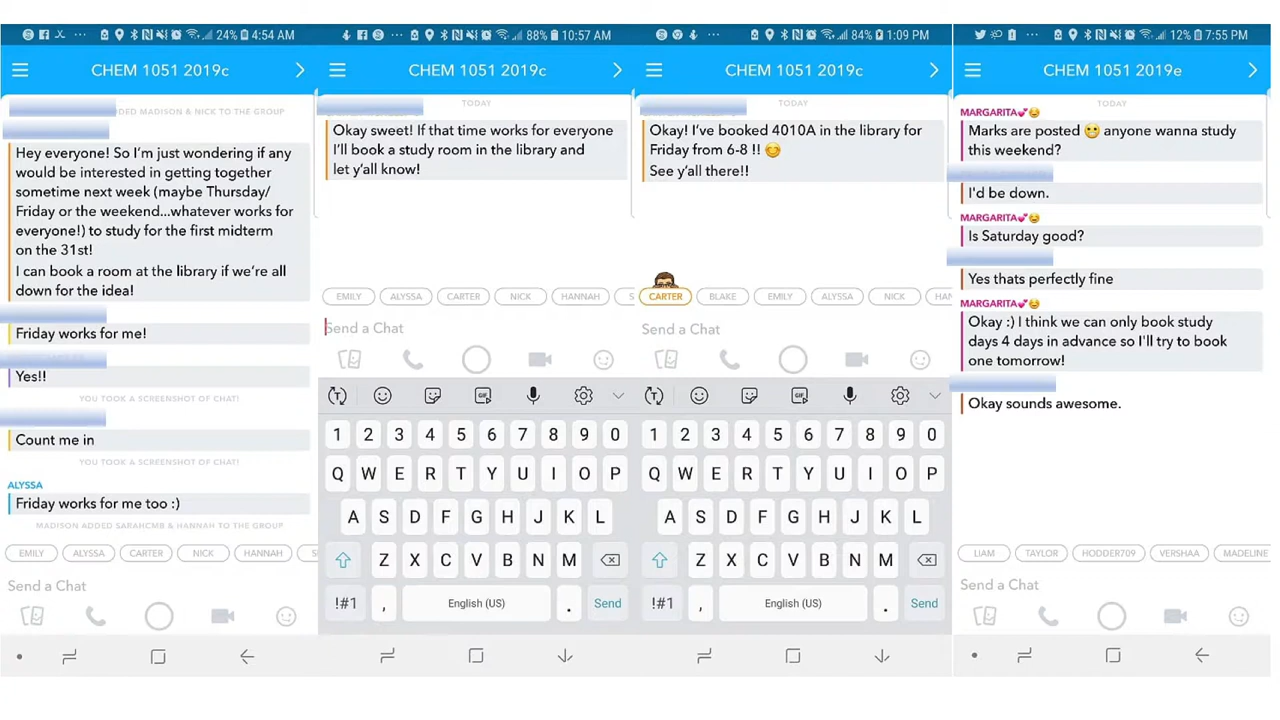 24% 4:54 AM
CHEM 1051 2019c
DED MADISON & NICK TO THE GROUP
Hey everyone! So I'm just wondering if any
would be interested in getting together
sometime next week (maybe Thursday/
Friday or the weekend...whatever works for
everyone!) to study for the first midterm
on the 31st!
I can book a room at the library if we're all
down for the idea!
Friday works for me!
Yes!!
YOU TOOK A SCREENSHOT OF CHAT!
Count me in
YOU TOOK A SCREENSHOT OF CHAT!
ALYSSA
Friday works for me too :)
MADISON ADDED SARAHCMB & HANNAH TO THE GROUP
EMILY ALYSSA CARTER NICK HANNAH S
Send a Chat
88% 10:57 AM
CHEM 1051 2019c
TODAY
Okay sweet! If that time works for everyone
I'll book a study room in the library and
let y'all know!
EMILY ALYSSA CARTER NICK HANNAH S
Send a Chat
1 2 3 4 5 6 7 8 9 0
Q W E R T Y U I O P
A S D F G H J K L
Z X C V B N M
!#1 , English (US) . Send
84% 1:09 PM
CHEM 1051 2019c
TODAY
Okay! I've booked 4010A in the library for
Friday from 6-8 !! 😊
See y'all there!!
CARTER BLAKE EMILY ALYSSA NICK HAN
Send a Chat
1 2 3 4 5 6 7 8 9 0
Q W E R T Y U I O P
A S D F G H J K L
Z X C V B N M
!#1 , English (US) . Send
12% 7:55 PM
CHEM 1051 2019e
TODAY
MARGARITA💕☺️
Marks are posted 😬 anyone wanna study
this weekend?
I'd be down.
MARGARITA💕☺️
Is Saturday good?
Yes thats perfectly fine
MARGARITA💕☺️
Okay :) I think we can only book study
days 4 days in advance so I'll try to book
one tomorrow!
Okay sounds awesome.
LIAM TAYLOR HODDER709 VERSHAA MADELINE
Send a Chat